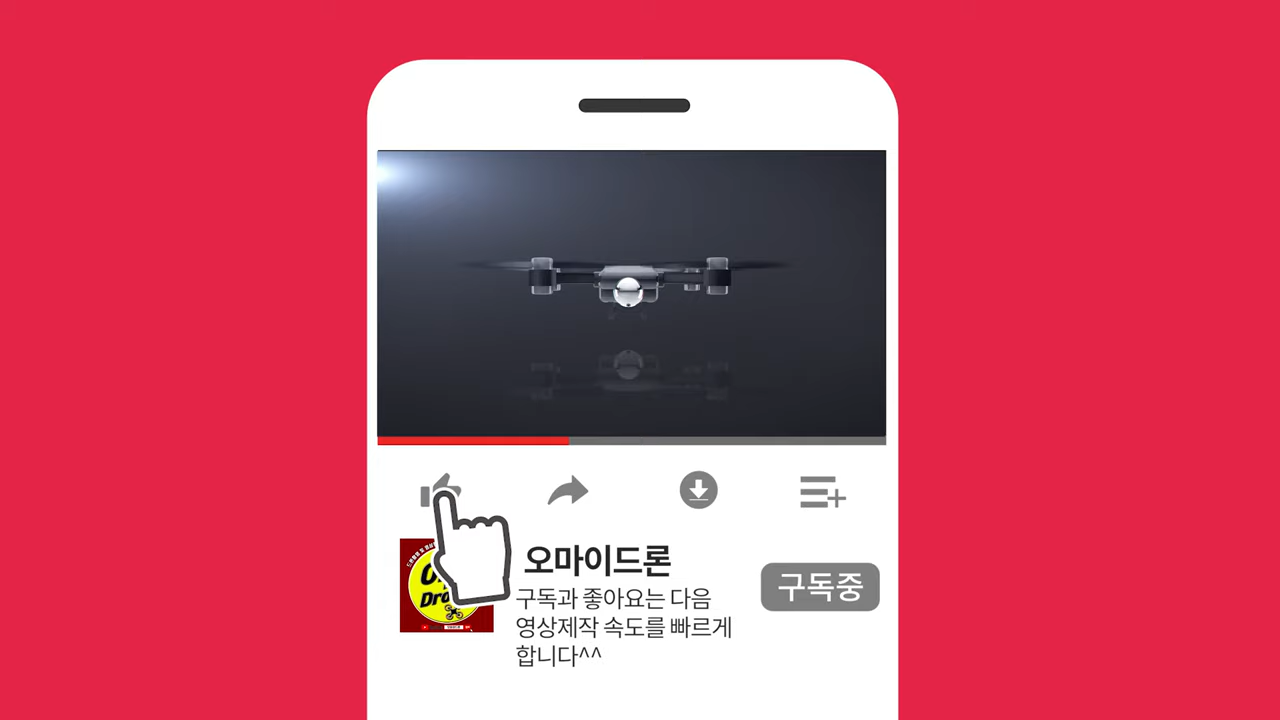 오마이드론
구독과 좋아요는 다음
영상제작 속도를 빠르게
합니다^^
구독중